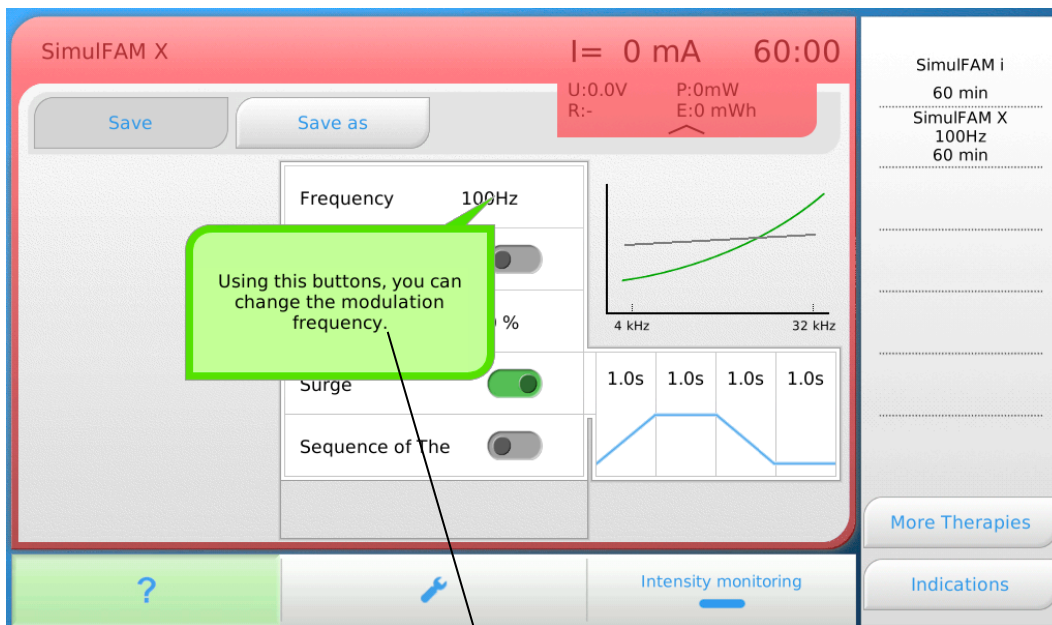 SimulFAM X
I= 0 mA 60:00
U:0.0V P:0mW
R:- E:0 mWh
Save
Save as
Frequency 100Hz
Using this buttons, you can
change the modulation
frequency.
%
Surge
Sequence of The
4 kHz 32 kHz
1.0s 1.0s 1.0s 1.0s
SimulFAM i
60 min
SimulFAM X
100Hz
60 min
More Therapies
Indications
?
Intensity monitoring